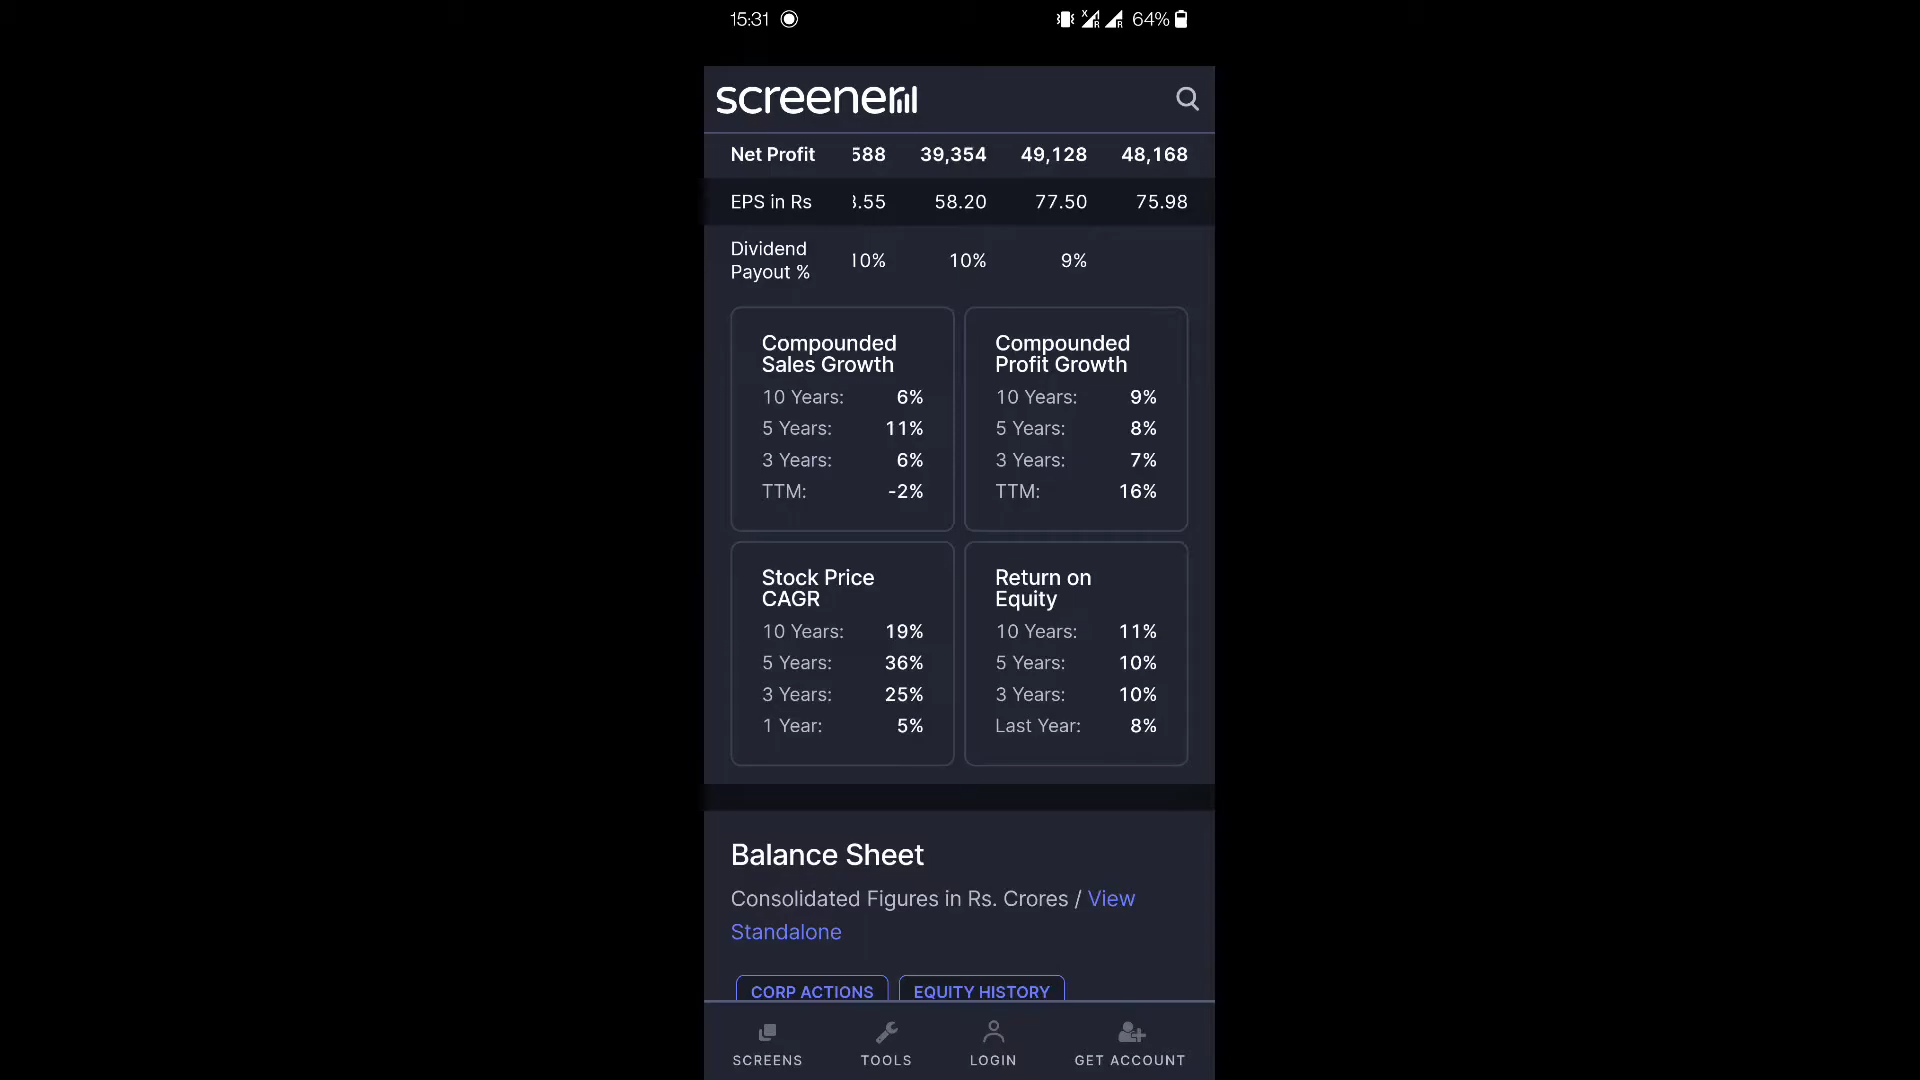 15:31 64%
screener
Net Profit 588 39,354 49,128 48,168
EPS in Rs .55 58.20 77.50 75.98
Dividend
Payout % 10% 10% 9%
Compounded
Sales Growth
10 Years: 6%
5 Years: 11%
3 Years: 6%
TTM: -2%
Compounded
Profit Growth
10 Years: 9%
5 Years: 8%
3 Years: 7%
TTM: 16%
Stock Price
CAGR
10 Years: 19%
5 Years: 36%
3 Years: 25%
1 Year: 5%
Return on
Equity
10 Years: 11%
5 Years: 10%
3 Years: 10%
Last Year: 8%
Balance Sheet
Consolidated Figures in Rs. Crores / View
Standalone
CORP ACTIONS EQUITY HISTORY
SCREENS TOOLS LOGIN GET ACCOUNT